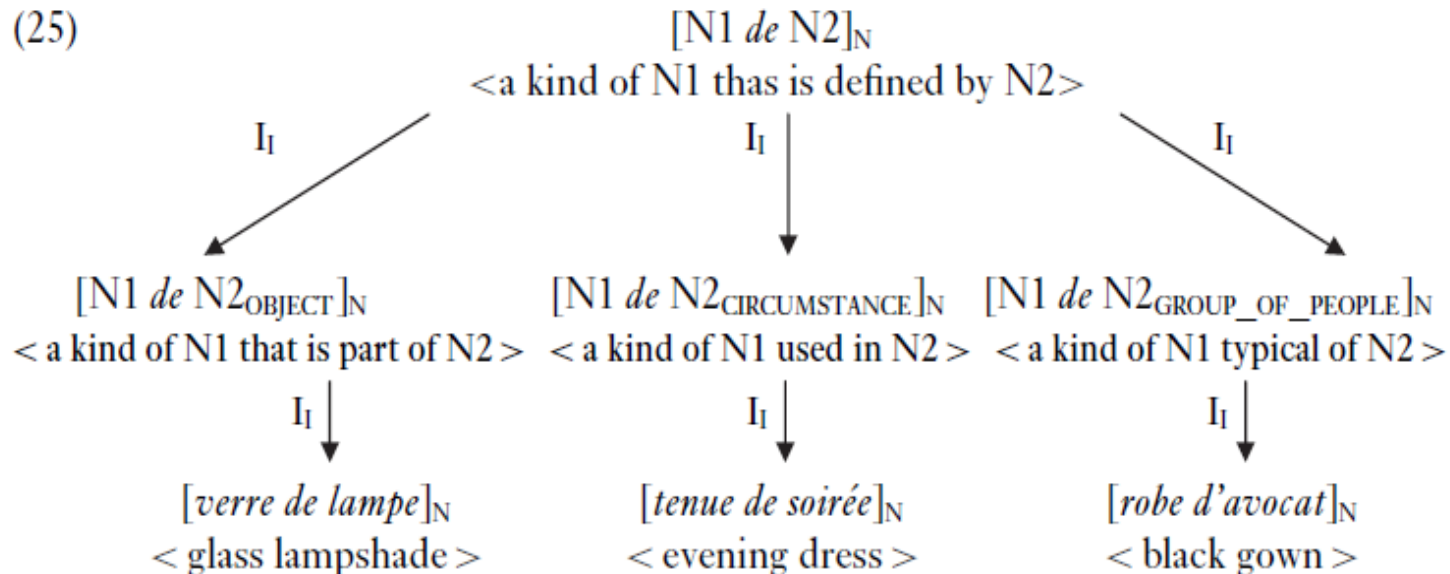 (25) [N1 de N2]N
<a kind of N1 thas is defined by N2>
II II II
[N1 de N2OBJECT]N [N1 de N2CIRCUMSTANCE]N [N1 de N2GROUP_OF_PEOPLE]N
< a kind of N1 that is part of N2 > < a kind of N1 used in N2 > < a kind of N1 typical of N2 >
II II II
[verre de lampe]N [tenue de soirée]N [robe d'avocat]N
< glass lampshade > < evening dress > < black gown >